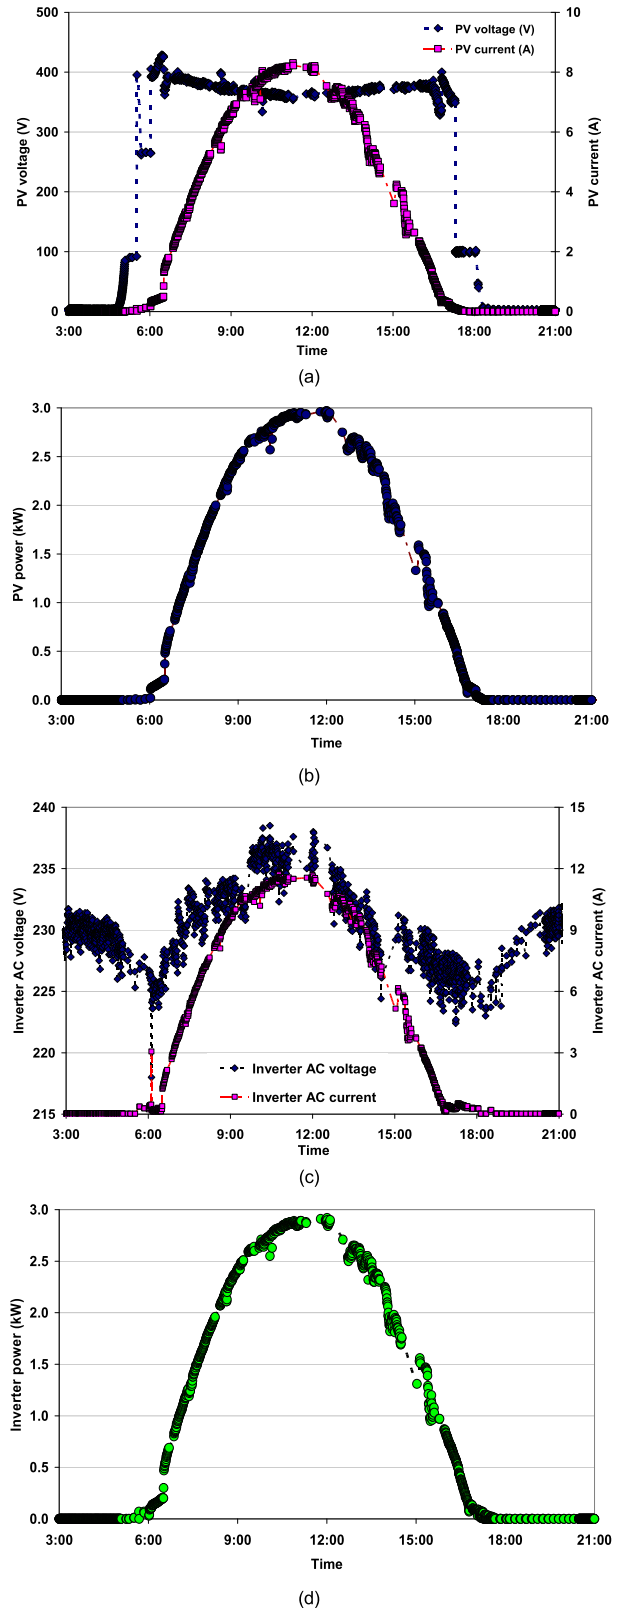 500
400
300
200
100
0
PV voltage (V)
10
8
6
4
2
0
PV current (A)
PV voltage (V)
PV current (A)
3:00 6:00 9:00 12:00 15:00 18:00 21:00
Time
(a)
3.0
2.5
2.0
1.5
1.0
0.5
0.0
PV power (kW)
3:00 6:00 9:00 12:00 15:00 18:00 21:00
Time
(b)
240
235
230
225
220
215
Inverter AC voltage (V)
15
12
9
6
3
0
Inverter AC current (A)
Inverter AC voltage
Inverter AC current
3:00 6:00 9:00 12:00 15:00 18:00 21:00
Time
(c)
3.0
2.5
2.0
1.5
1.0
0.5
0.0
Inverter power (kW)
3:00 6:00 9:00 12:00 15:00 18:00 21:00
Time
(d)